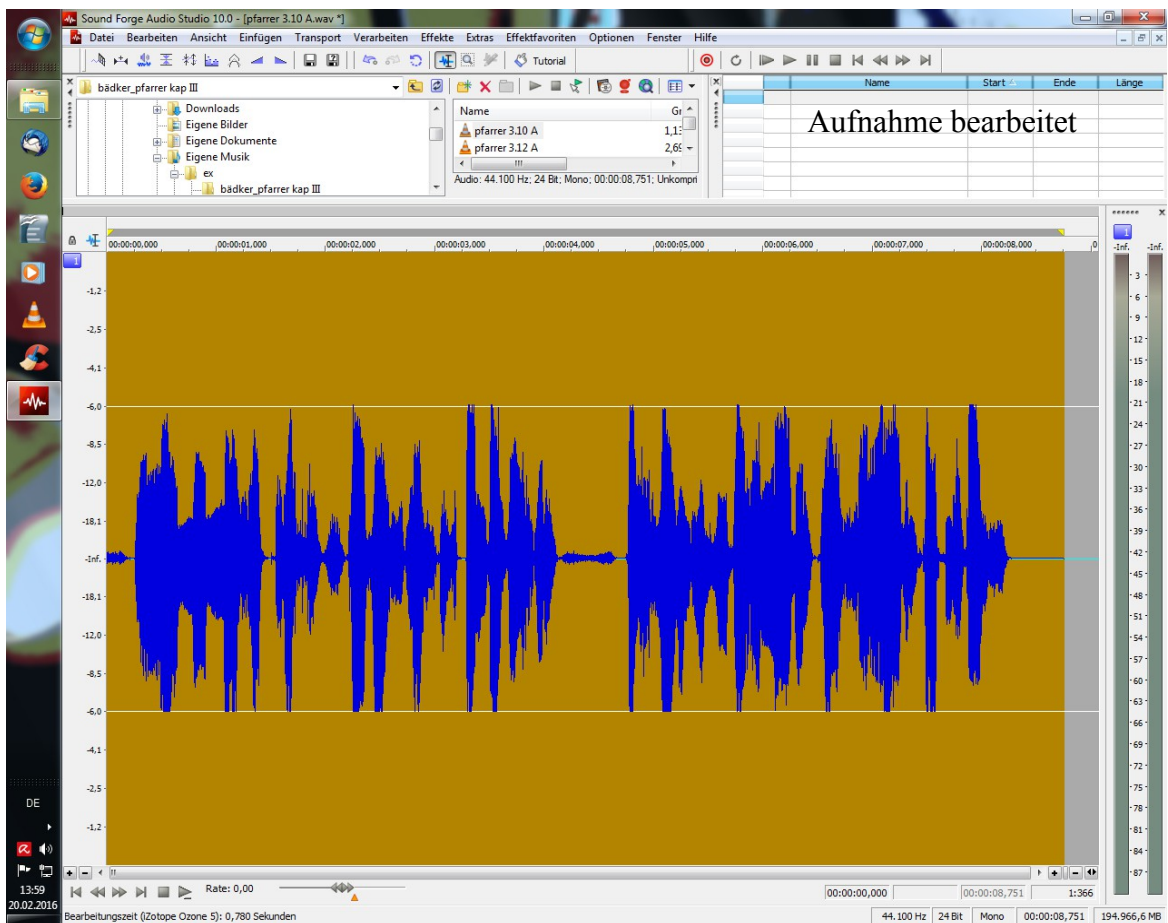 Sound Forge Audio Studio 10.0 - [pfarrer 3.10 A.wav *]
Datei Bearbeiten Ansicht Einfügen Transport Verarbeiten Effekte Extras Effektfavoriten Optionen Fenster Hilfe
Tutorial
bädker_pfarrer kap III
Downloads
Eigene Bilder
Eigene Dokumente
Eigene Musik
ex
bädker_pfarrer kap III
Name
pfarrer 3.10 A 1,1
pfarrer 3.12 A 2,6
Audio: 44.100 Hz; 24 Bit; Mono; 00:00:08,751; Unkompri
Name Start Ende Länge
Aufnahme bearbeitet
00:00:00,000 00:00:01,000 00:00:02,000 00:00:03,000 00:00:04,000 00:00:05,000 00:00:06,000 00:00:07,000 00:00:08,000 0
1
-1,2
-2,5
-4,1
-6,0
-8,5
-12,0
-18,1
-Inf.
-18,1
-12,0
-8,5
-6,0
-4,1
-2,5
-1,2
1
-Inf. -Inf.
3
6
9
12
15
18
21
24
27
30
33
36
39
42
45
48
51
54
57
60
63
66
69
72
75
78
81
84
87
DE
13:59
20.02.2016
Rate: 0,00
00:00:00,000 00:00:08,751 1:366
Bearbeitungszeit (iZotope Ozone 5): 0,780 Sekunden
44.100 Hz 24 Bit Mono 00:00:08,751 194.966,6 MB